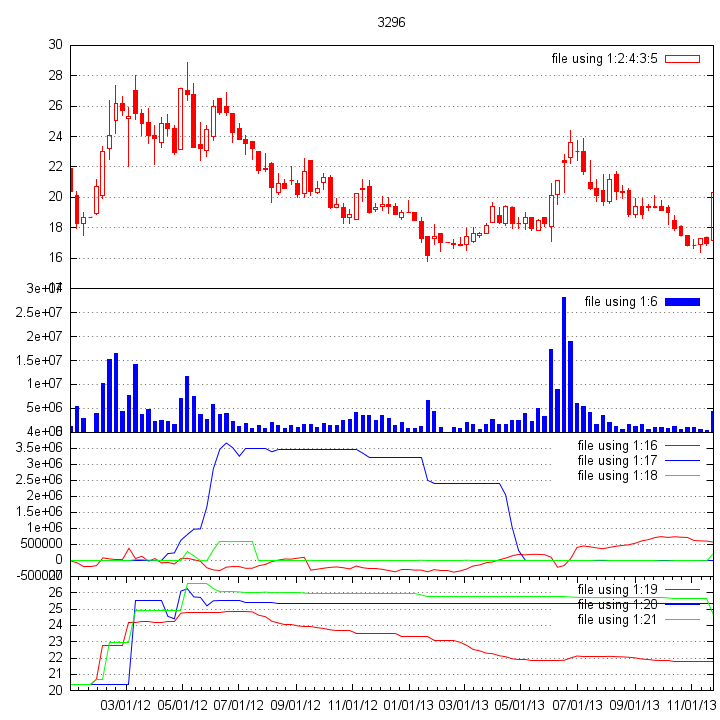 3296
30
file using 1:2:4:3:5
28
26
24
22
20
18
16
3e+07
file using 1:6
2.5e+07
2e+07
1.5e+07
1e+07
5e+06
4e+06
file using 1:16
3.5e+06
file using 1:17
3e+06
file using 1:18
2.5e+06
2e+06
1.5e+06
1e+06
500000
0
-500000
26
file using 1:19
25
file using 1:20
24
file using 1:21
23
22
21
20
03/01/12 05/01/12 07/01/12 09/01/12 11/01/12 01/01/13 03/01/13 05/01/13 07/01/13 09/01/13 11/01/13